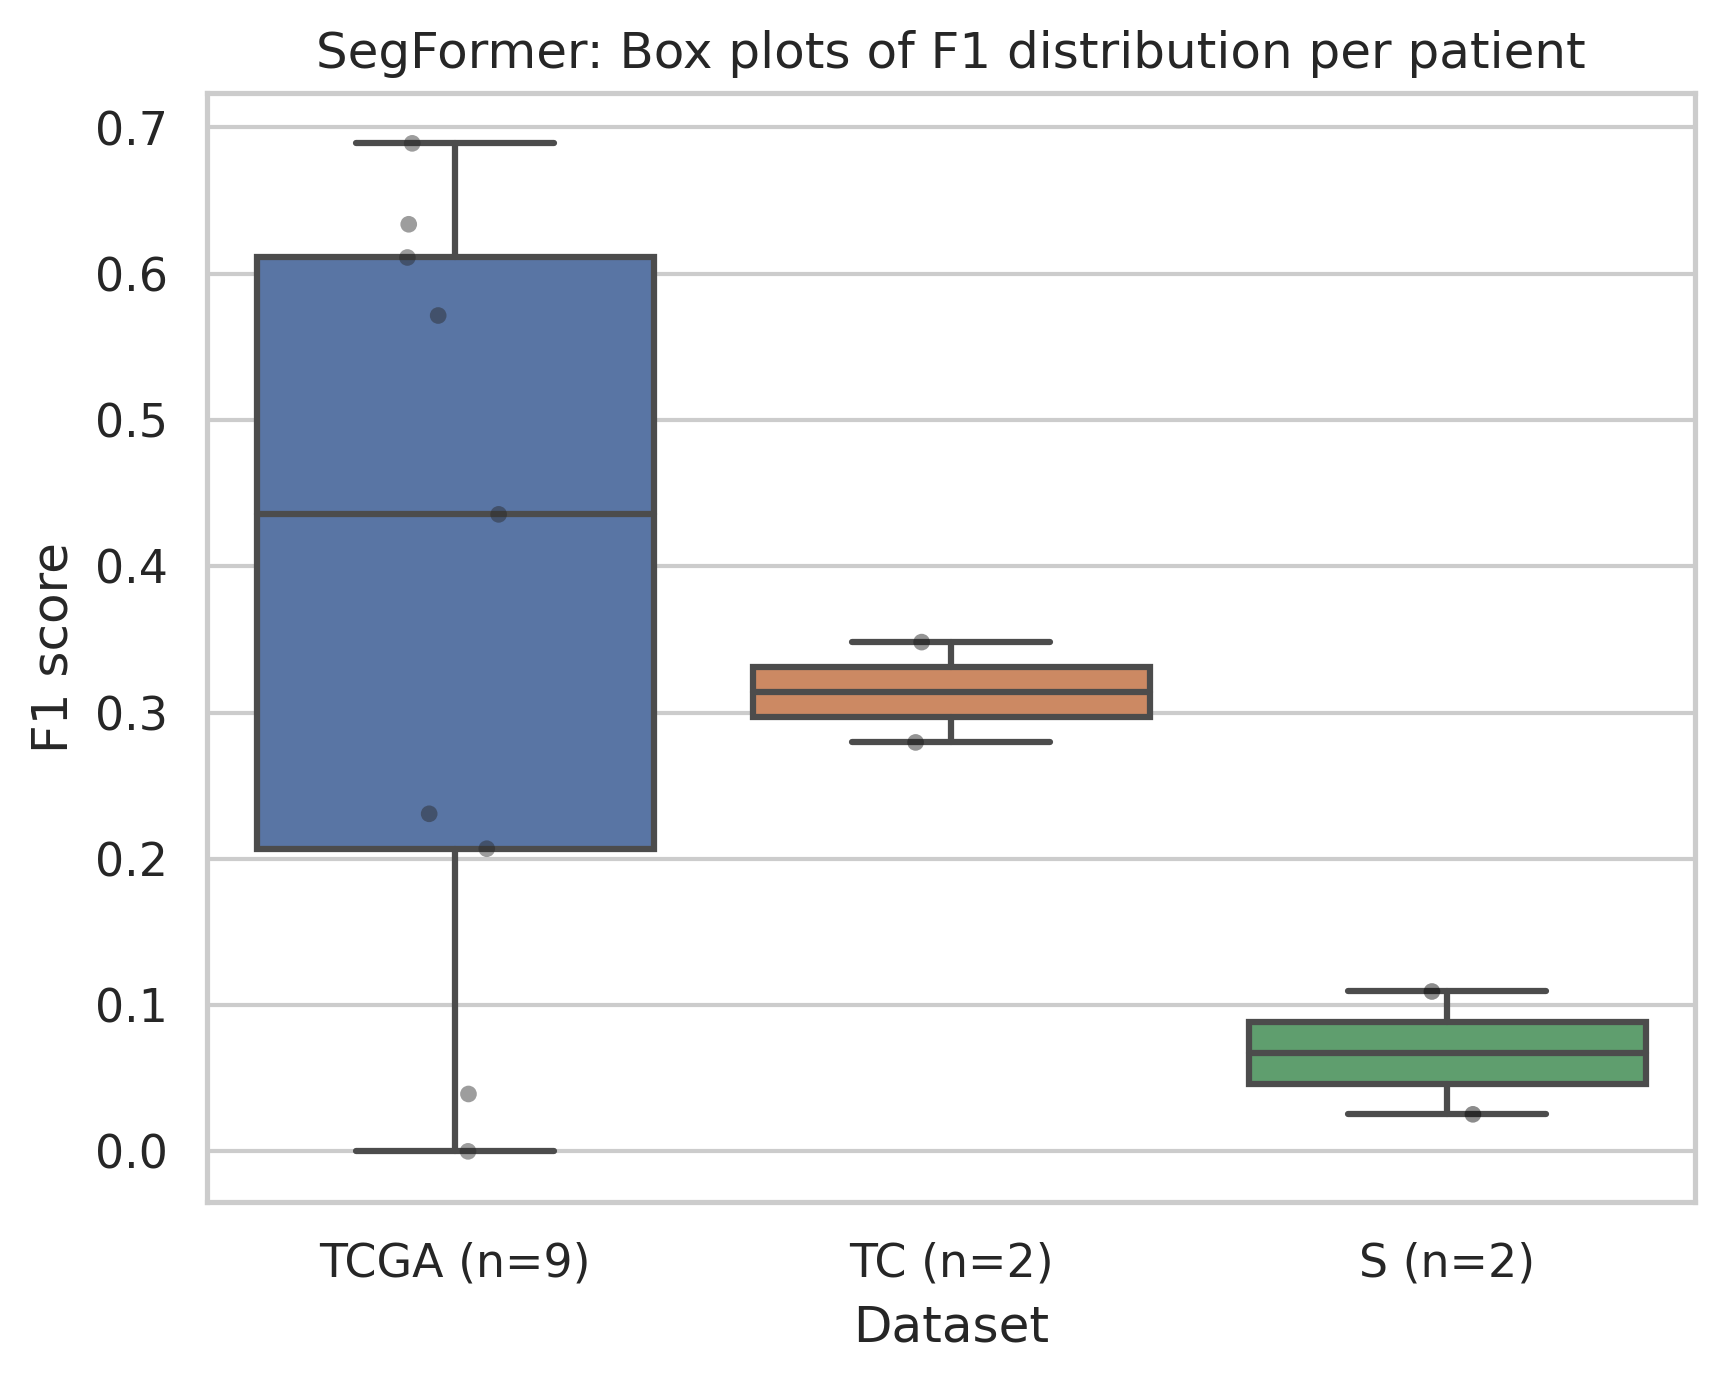 SegFormer: Box plots of F1 distribution per patient
0.7
0.6
0.5
0.4
0.3
0.2
0.1
0.0
F1 score
TCGA (n=9)
TC (n=2)
S (n=2)
Dataset